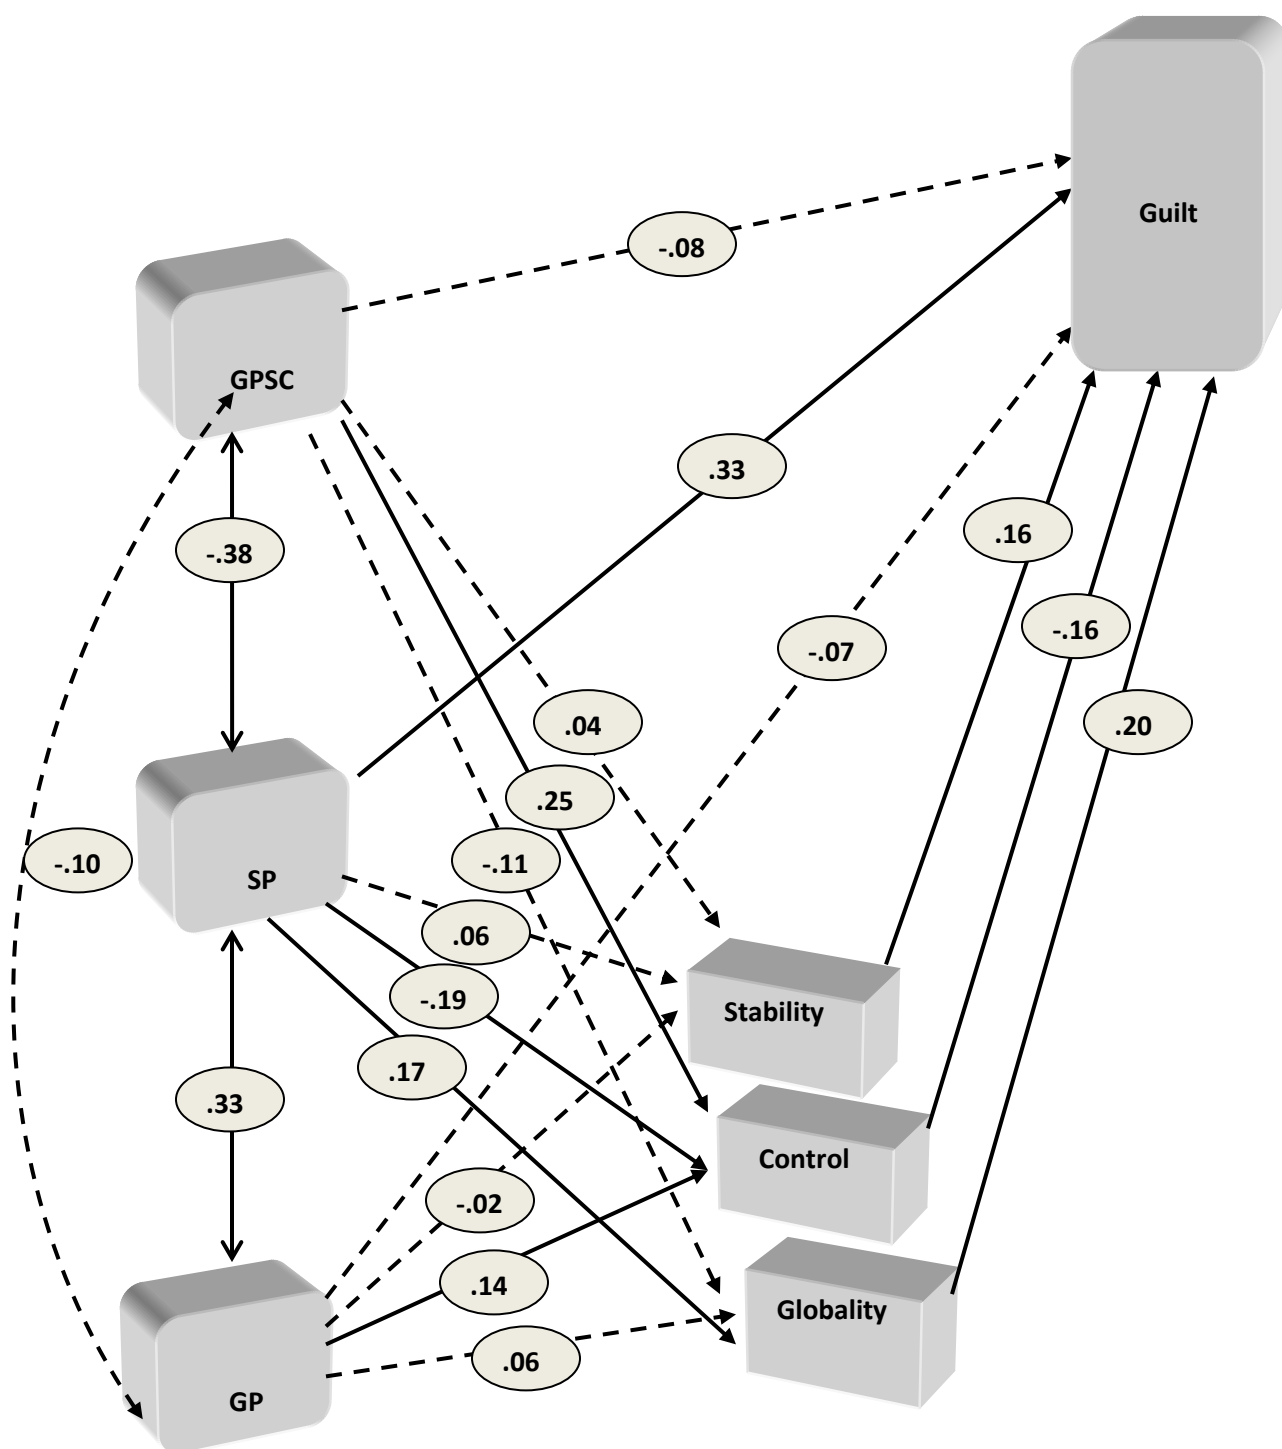 Guilt
-.08
GPSC
.33
.16
-.38
-.16
-.07
.04
.20
.25
-.10
-.11
SP
.06
-.19
Stability
.17
.33
Control
-.02
.14
Globality
.06
GP